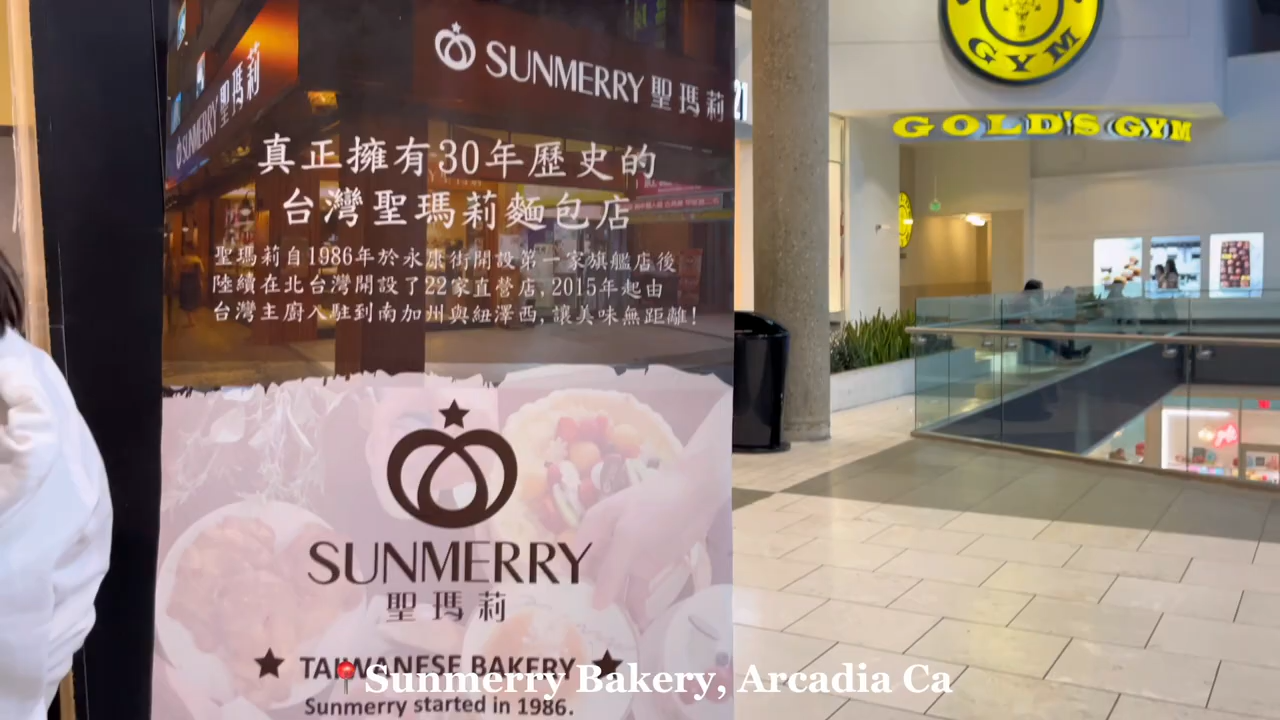 SUNMERRY 聖瑪莉
SUNMERRY 聖瑪莉
真正擁有30年歷史的
台灣聖瑪莉麵包店
聖瑪莉自1986年於永康街開設第一家旗艦店後
陸續在北台灣開設了22家直營店,2015年起由
台灣主廚入駐到南加州與紐澤西,讓美味無距離!
SUNMERRY
聖瑪莉
★ TAIWANESE BAKERY ★
Sunmerry started in 1986.
📍Sunmerry Bakery, Arcadia Ca
21
GYM
GOLD'S GYM